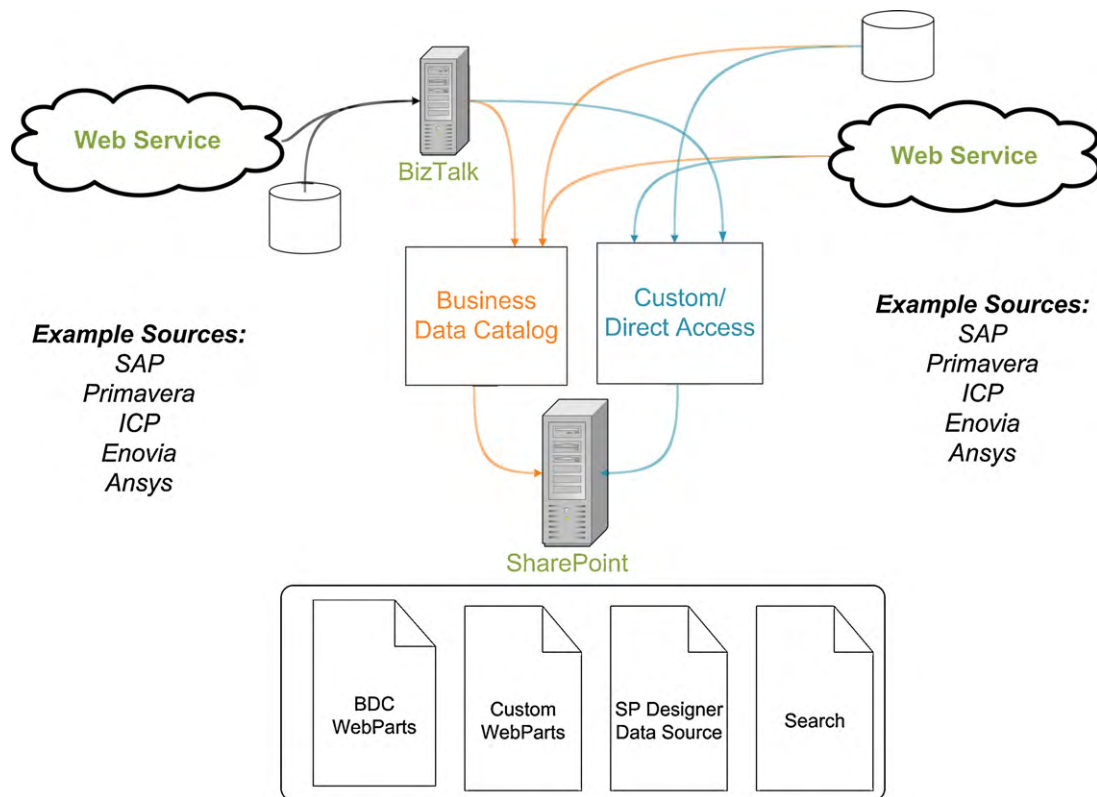 Web Service
BizTalk
Web Service
Business
Data Catalog
Custom/
Direct Access
Example Sources:
SAP
Primavera
ICP
Enovia
Ansys
Example Sources:
SAP
Primavera
ICP
Enovia
Ansys
SharePoint
BDC
WebParts
Custom
WebParts
SP Designer
Data Source
Search